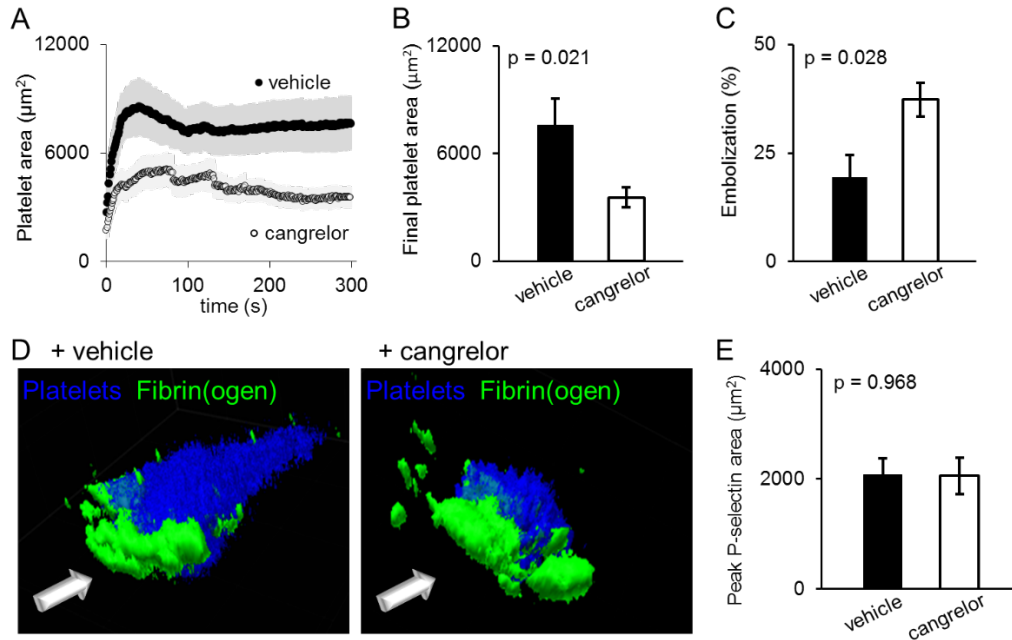 A
Platelet area (µm²)
12000
6000
0
vehicle
cangrelor
0
100
200
300
time (s)
B
Final platelet area (µm²)
12000
6000
0
p = 0.021
vehicle
cangrelor
C
Embolization (%)
50
25
0
p = 0.028
vehicle
cangrelor
D
+ vehicle
Platelets Fibrin(ogen)
+ cangrelor
Platelets Fibrin(ogen)
E
Peak P-selectin area (µm²)
4000
2000
0
p = 0.968
vehicle
cangrelor